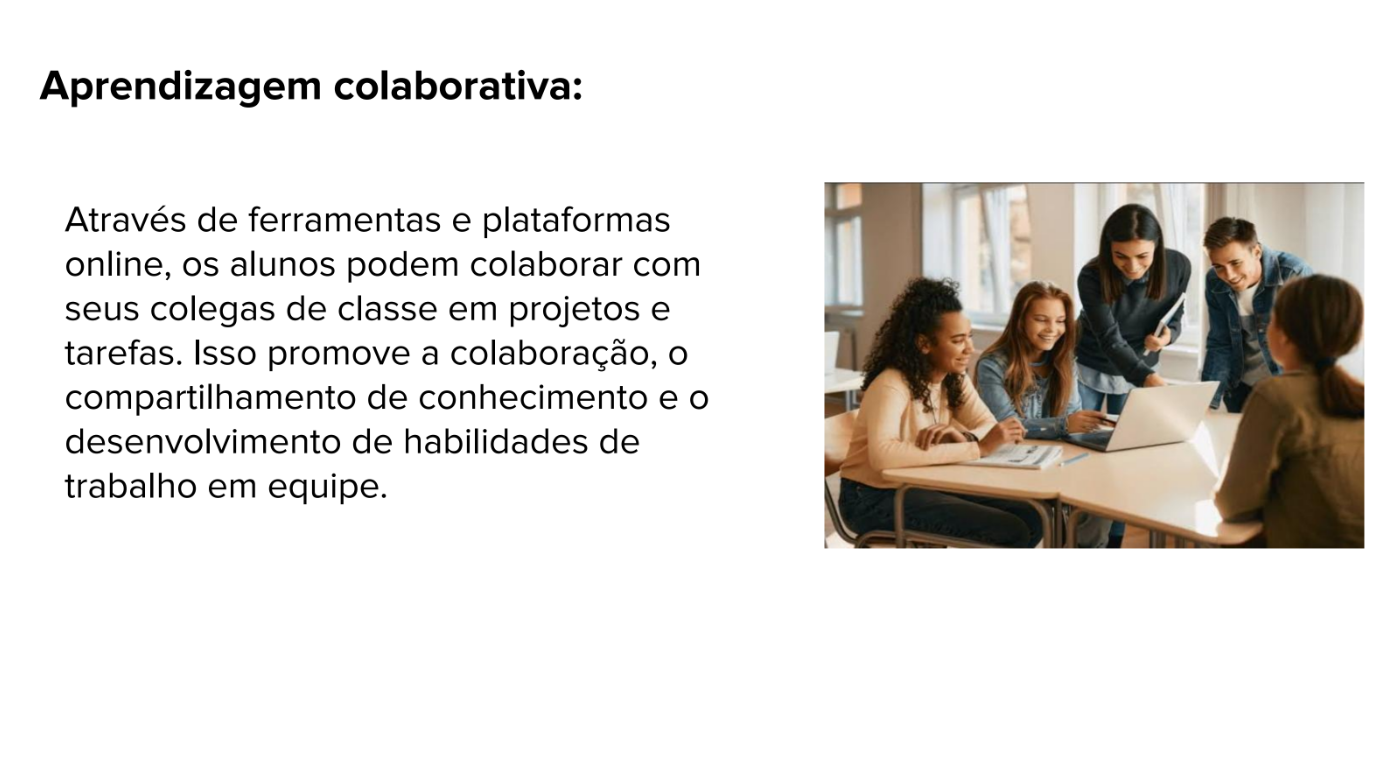 Aprendizagem colaborativa:
Através de ferramentas e plataformas
online, os alunos podem colaborar com
seus colegas de classe em projetos e
tarefas. Isso promove a colaboração, o
compartilhamento de conhecimento e o
desenvolvimento de habilidades de
trabalho em equipe.